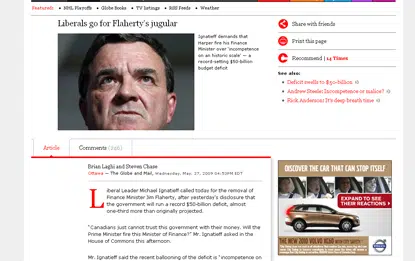 Featured: • NHL Playoffs • Globe Books • TV listings • RSS Feeds • Weather
Liberals go for Flaherty's jugular
Ignatieff demands that
Harper fire his Finance
Minister over 'incompetence
on an historic scale' — a
record-setting $50-billion
budget deficit
Share with friends
Print this page
Recommend | 14 Times
See also:
• Deficit swells to $50-billion
• Andrew Steele: Incompetence or malice?
• Rick Anderson: It's deep breath time
Article
Comments (246)
Brian Laghi and Steven Chase
Ottawa — The Globe and Mail, Wednesday, May. 27, 2009 04:53PM EDT
Liberal Leader Michael Ignatieff called today for the removal of
Finance Minister Jim Flaherty, after yesterday's disclosure that
the government will run a record $50-billion deficit, almost
one-third more than originally projected.
"Canadians just cannot trust this government with their money. Will the
Prime Minister fire this Minister of Finance?" Mr. Ignatieff asked in the
House of Commons this afternoon.
Mr. Ignatieff said the recent ballooning of the deficit is "incompetence on
DISCOVER THE CAR THAT CAN STOP ITSELF
EXPAND TO SEE
THEIR REACTIONS
THE NEW 2010 VOLVO XC60
VOLVO